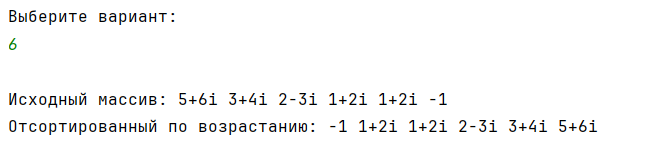 Выберите вариант:
6
Исходный массив: 5+6i 3+4i 2-3i 1+2i 1+2i -1
Отсортированный по возрастанию: -1 1+2i 1+2i 2-3i 3+4i 5+6i